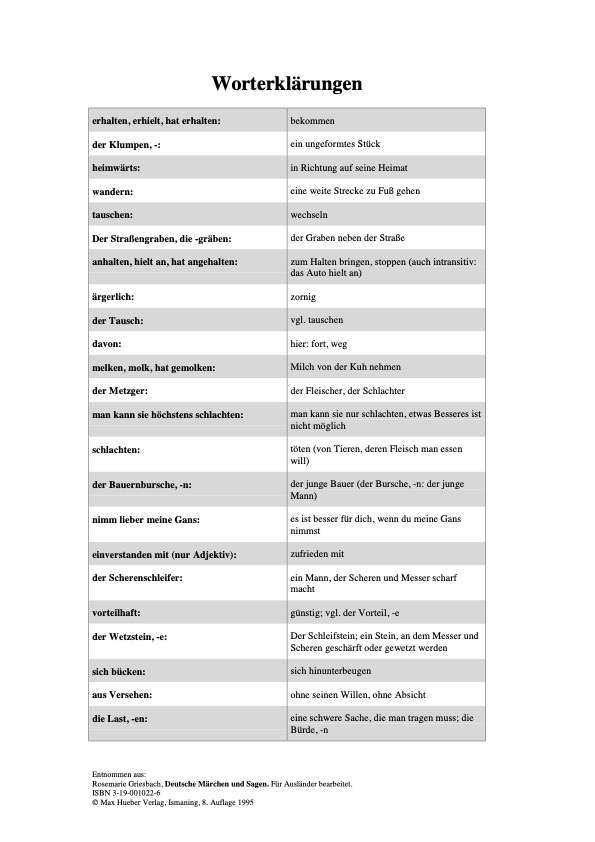 Worterklärungen
erhalten, erhielt, hat erhalten:
bekommen
der Klumpen, -:
ein ungeformtes Stück
heimwärts:
in Richtung auf seine Heimat
wandern:
eine weite Strecke zu Fuß gehen
tauschen:
wechseln
Der Straßengraben, die -gräben:
der Graben neben der Straße
anhalten, hielt an, hat angehalten:
zum Halten bringen, stoppen (auch intransitiv:
das Auto hielt an)
ärgerlich:
zornig
der Tausch:
vgl. tauschen
davon:
hier: fort, weg
melken, molk, hat gemolken:
Milch von der Kuh nehmen
der Metzger:
der Fleischer, der Schlachter
man kann sie höchstens schlachten:
man kann sie nur schlachten, etwas Besseres ist
nicht möglich
schlachten:
töten (von Tieren, deren Fleisch man essen
will)
der Bauernbursche, -n:
der junge Bauer (der Bursche, -n: der junge
Mann)
nimm lieber meine Gans:
es ist besser für dich, wenn du meine Gans
nimmst
einverstanden mit (nur Adjektiv):
zufrieden mit
der Scherenschleifer:
ein Mann, der Scheren und Messer scharf
macht
vorteilhaft:
günstig; vgl. der Vorteil, -e
der Wetzstein, -e:
Der Schleifstein; ein Stein, an dem Messer und
Scheren geschärft oder gewetzt werden
sich bücken:
sich hinunterbeugen
aus Versehen:
ohne seinen Willen, ohne Absicht
die Last, -en:
eine schwere Sache, die man tragen muss; die
Bürde, -n
Entnommen aus:
Rosemarie Griesbach, Deutsche Märchen und Sagen. Für Ausländer bearbeitet.
ISBN 3-19-001022-6
© Max Hueber Verlag, Ismaning, 8. Auflage 1995